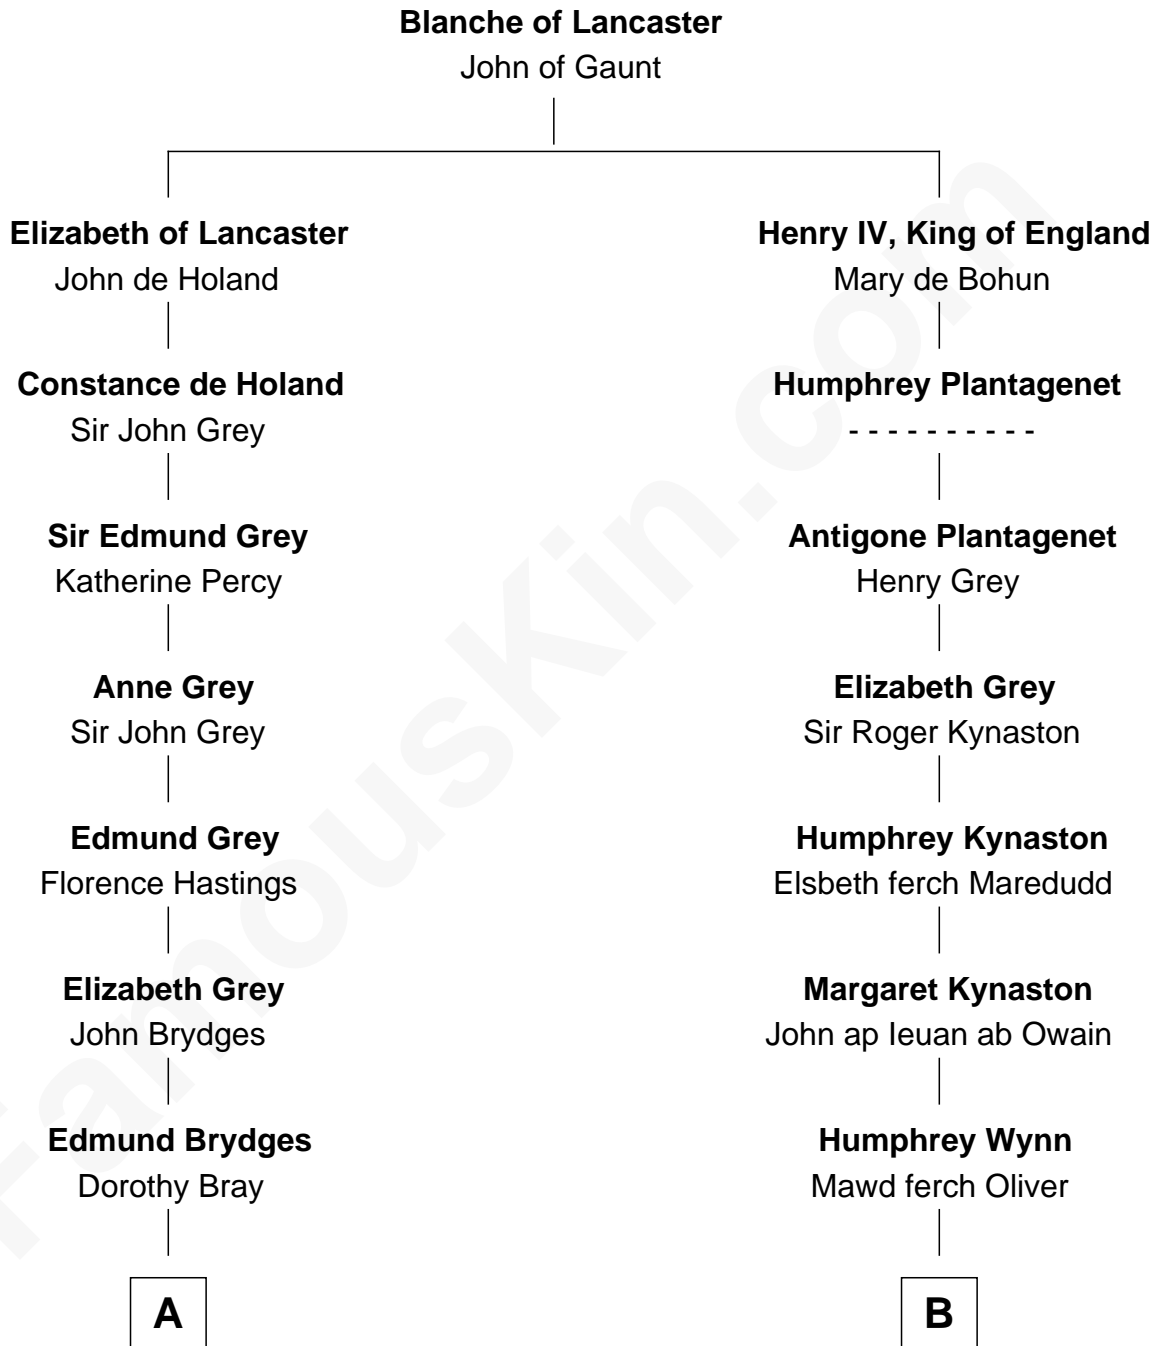 Blanche of Lancaster
John of Gaunt
Elizabeth of Lancaster
John de Holand
Henry IV, King of England
Mary de Bohun
Constance de Holand
Sir John Grey
Humphrey Plantagenet
- - - - - - - - - -
Sir Edmund Grey
Katherine Percy
Antigone Plantagenet
Henry Grey
Anne Grey
Sir John Grey
Elizabeth Grey
Sir Roger Kynaston
Edmund Grey
Florence Hastings
Humphrey Kynaston
Elsbeth ferch Maredudd
Elizabeth Grey
John Brydges
Margaret Kynaston
John ap Ieuan ab Owain
Edmund Brydges
Dorothy Bray
Humphrey Wynn
Mawd ferch Oliver
A
B
FamousKin.com